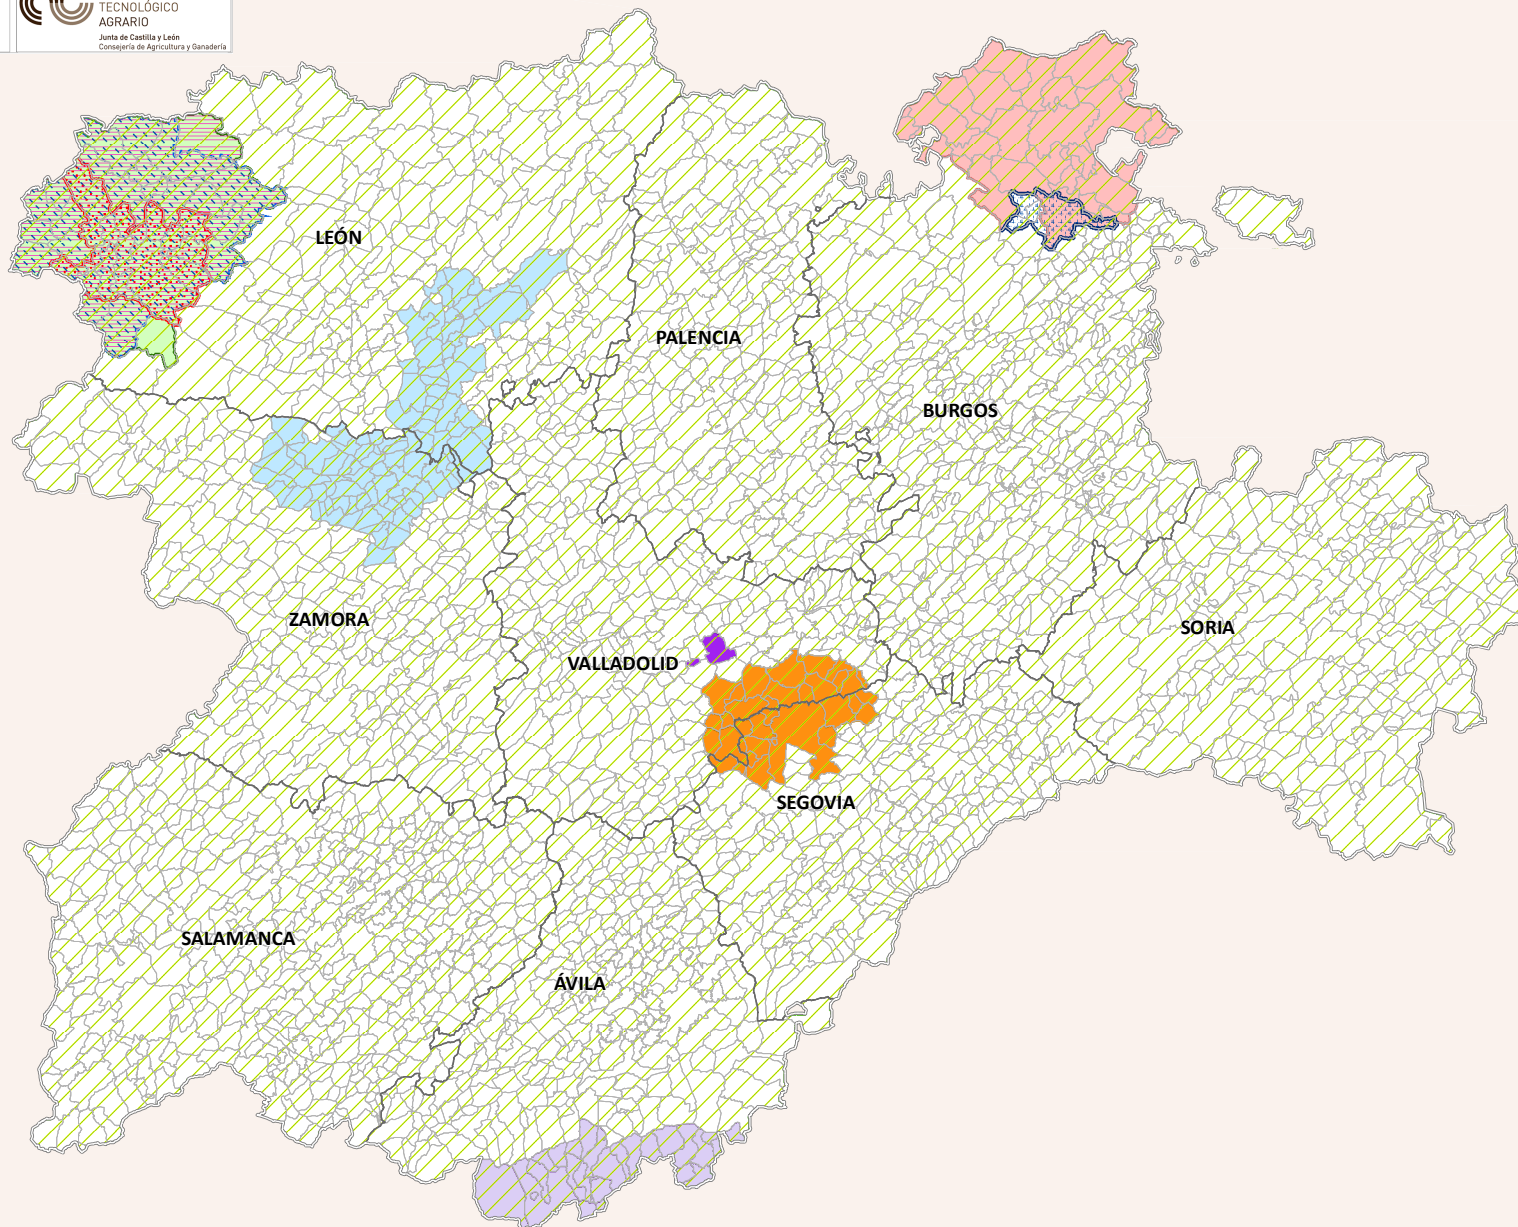 TECNOLÓGICO
AGRARIO
Junta de Castilla y León
Consejería de Agricultura y Ganadería
LEÓN
PALENCIA
BURGOS
ZAMORA
VALLADOLID
SORIA
SEGOVIA
SALAMANCA
ÁVILA